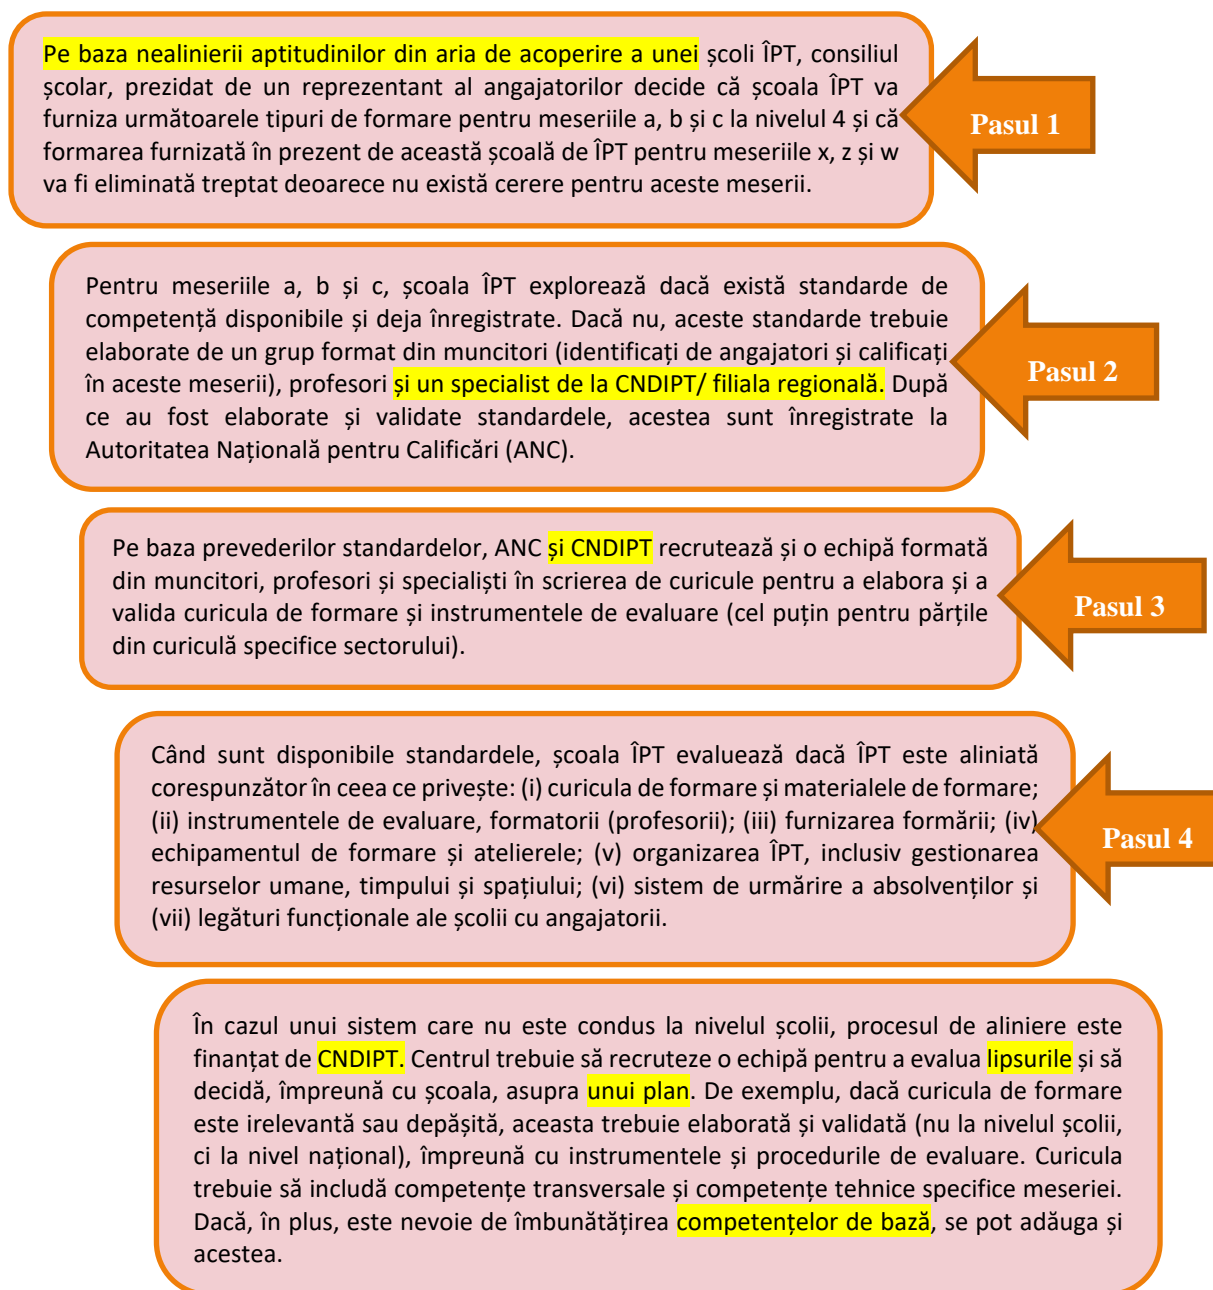 Pe baza nealinierii aptitudinilor din aria de acoperire a unei școli ÎPT, consiliul
școlar, prezidat de un reprezentant al angajatorilor decide că școala ÎPT va
furniza următoarele tipuri de formare pentru meseriile a, b și c la nivelul 4 și că
formarea furnizată în prezent de această școală de ÎPT pentru meseriile x, z și w
va fi eliminată treptat deoarece nu există cerere pentru aceste meserii.
Pasul 1
Pentru meseriile a, b și c, școala ÎPT explorează dacă există standarde de
competență disponibile și deja înregistrate. Dacă nu, aceste standarde trebuie
elaborate de un grup format din muncitori (identificați de angajatori și calificați
în aceste meserii), profesori și un specialist de la CNDIPT/ filiala regională. După
ce au fost elaborate și validate standardele, acestea sunt înregistrate la
Autoritatea Națională pentru Calificări (ANC).
Pasul 2
Pe baza prevederilor standardelor, ANC și CNDIPT recrutează și o echipă formată
din muncitori, profesori și specialiști în scrierea de curicule pentru a elabora și a
valida curicula de formare și instrumentele de evaluare (cel puțin pentru părțile
din curiculă specifice sectorului).
Pasul 3
Când sunt disponibile standardele, școala ÎPT evaluează dacă ÎPT este aliniată
corespunzător în ceea ce privește: (i) curicula de formare și materialele de formare;
(ii) instrumentele de evaluare, formatorii (profesorii); (iii) furnizarea formării; (iv)
echipamentul de formare și atelierele; (v) organizarea ÎPT, inclusiv gestionarea
resurselor umane, timpului și spațiului; (vi) sistem de urmărire a absolvenților și
(vii) legături funcționale ale școlii cu angajatorii.
Pasul 4
În cazul unui sistem care nu este condus la nivelul școlii, procesul de aliniere este
finanțat de CNDIPT. Centrul trebuie să recruteze o echipă pentru a evalua lipsurile și să
decidă, împreună cu școala, asupra unui plan. De exemplu, dacă curicula de formare
este irelevantă sau depășită, aceasta trebuie elaborată și validată (nu la nivelul școlii,
ci la nivel național), împreună cu instrumentele și procedurile de evaluare. Curicula
trebuie să includă competențe transversale și competențe tehnice specifice meseriei.
Dacă, în plus, este nevoie de îmbunătățirea competențelor de bază, se pot adăuga și
acestea.